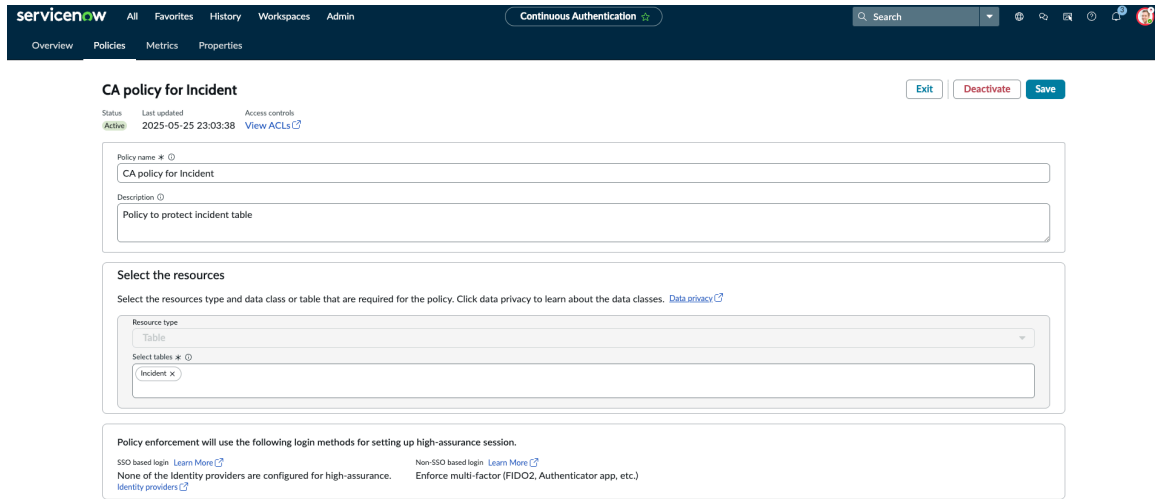 servicenow All Favorites History Workspaces Admin Continuous Authentication ☆ Search 3
Overview Policies Metrics Properties
CA policy for Incident Exit Deactivate Save
Status Last updated Access controls
Active 2025-05-25 23:03:38 View ACLs
Policy name *
CA policy for Incident
Description
Policy to protect incident table
Select the resources
Select the resources type and data class or table that are required for the policy. Click data privacy to learn about the data classes. Data privacy
Resource type
Table
Select tables *
Incident ×
Policy enforcement will use the following login methods for setting up high-assurance session.
SSO based login Learn More Non-SSO based login Learn More
None of the Identity providers are configured for high-assurance. Enforce multi-factor (FIDO2, Authenticator app, etc.)
Identity providers